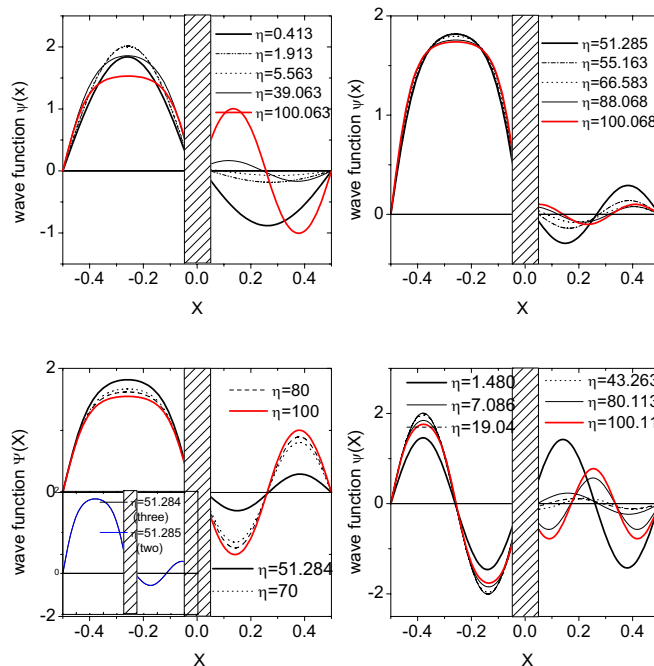 η=0.413
η=1.913
η=5.563
η=39.063
η=100.063
wave function ψ(x)
2
1
0
-1
-0.4
-0.2
0.0
0.2
0.4
X
η=51.285
η=55.163
η=66.583
η=88.068
η=100.068
wave function ψ(x)
2
1
0
-0.4
-0.2
0.0
0.2
0.4
X
η=80
η=100
wave function Ψ(X)
2
0
-2
2
0
η=51.284
(three)
η=51.285
(two)
η=51.284
η=70
-0.4
-0.2
0.0
0.2
0.4
X
η=1.480
η=7.086
η=19.04
η=43.263
η=80.113
η=100.11
wave function ψ(x)
2
0
-2
-0.4
-0.2
0.0
0.2
0.4
X